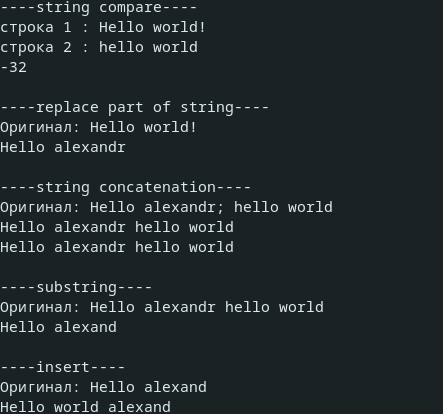 ----string compare----
строка 1 : Hello world!
строка 2 : hello world
-32
----replace part of string----
Оригинал: Hello world!
Hello alexandr
----string concatenation----
Оригинал: Hello alexandr; hello world
Hello alexandr hello world
Hello alexandr hello world
----substring----
Оригинал: Hello alexandr hello world
Hello alexand
----insert----
Оригинал: Hello alexand
Hello world alexand